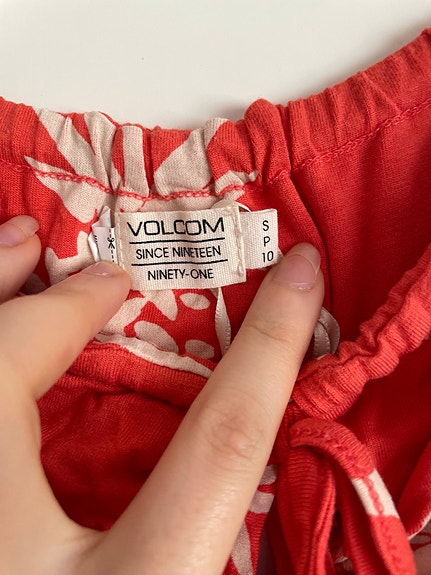 VOLCOM
SINCE NINETEEN
NINETY-ONE
S
P
10